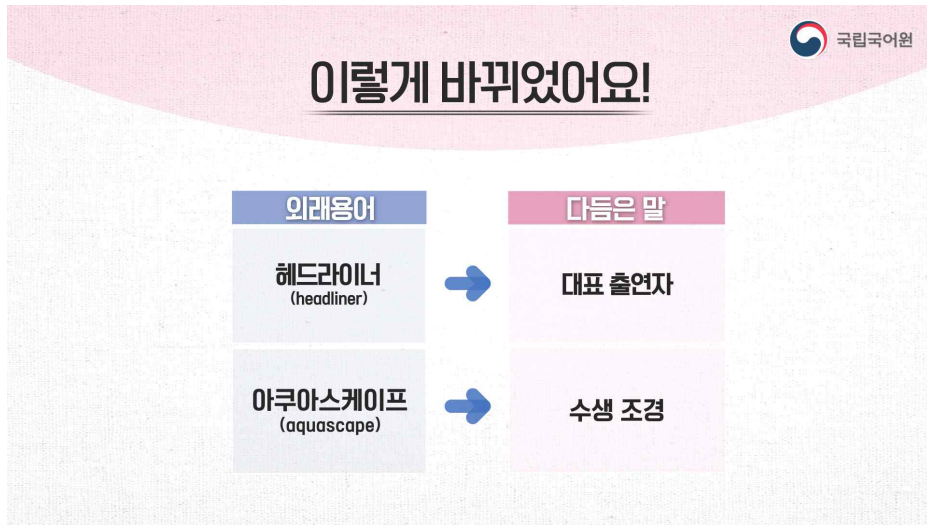 국립국어원
이렇게 바뀌었어요!
외래용어
다듬은 말
헤드라이너
(headliner)
대표 출연자
아쿠아스케이프
(aquascape)
수생 조경